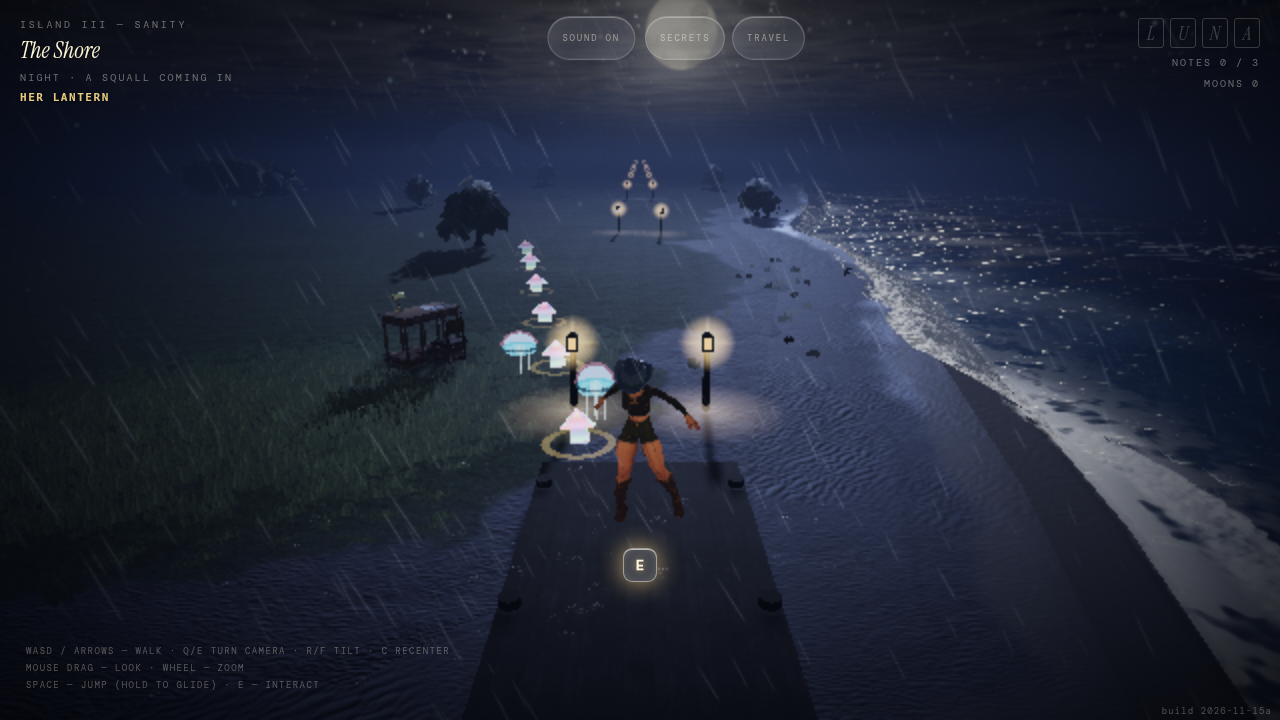 ISLAND III — SANITY
The Shore
NIGHT · A SQUALL COMING IN
HER LANTERN
SOUND ON
SECRETS
TRAVEL
L U N A
NOTES 0 / 3
MOONS 0
E
WASD / ARROWS — WALK · Q/E TURN CAMERA · R/F TILT · C RECENTER
MOUSE DRAG — LOOK · WHEEL — ZOOM
SPACE — JUMP (HOLD TO GLIDE) · E — INTERACT
build 2026-11-15a